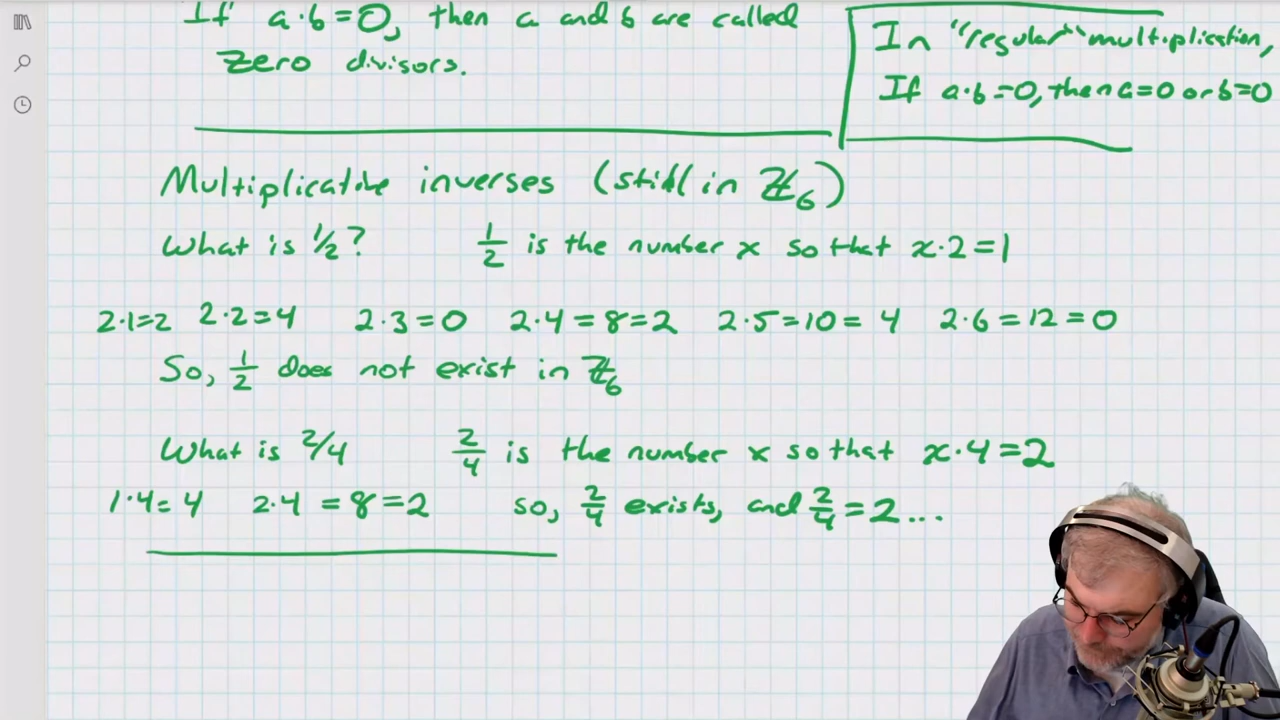 If a·b=0, then a and b are called
zero divisors.
In "regular" multiplication,
If a·b=0, then a=0 or b=0
Multiplicative inverses (still in ℤ₆)
What is 1/2? 1/2 is the number x so that x·2=1
2·1=2 2·2=4 2·3=0 2·4=8=2 2·5=10=4 2·6=12=0
So, 1/2 does not exist in ℤ₆
What is 2/4 2/4 is the number x so that x·4=2
1·4=4 2·4=8=2 so, 2/4 exists, and 2/4=2...